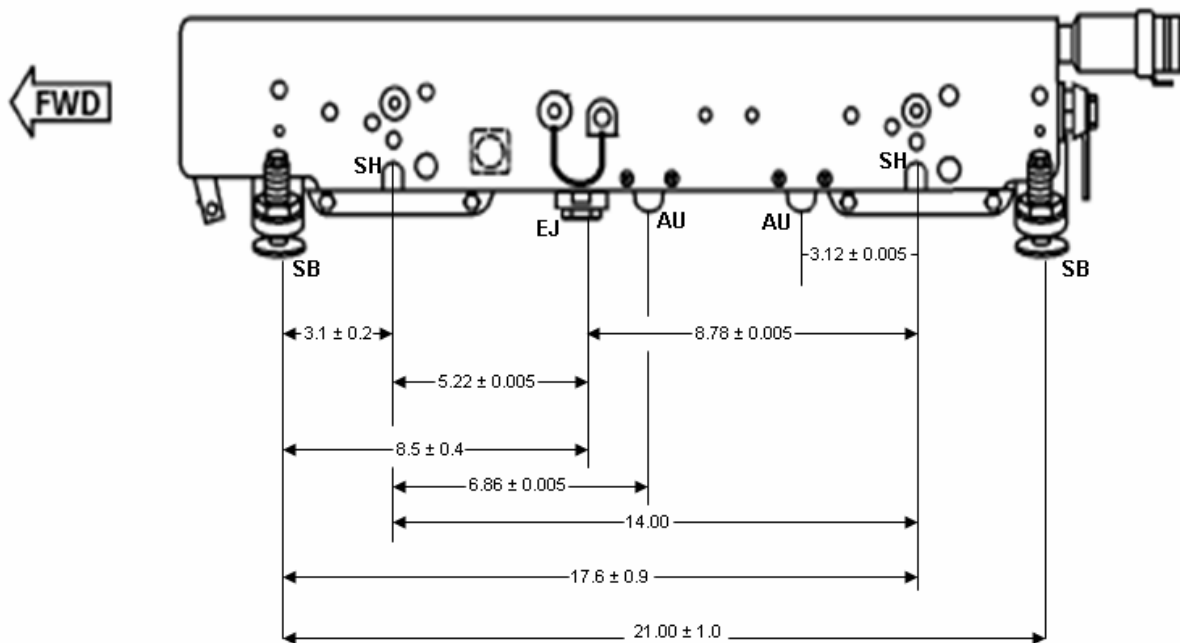 FWD
SH
SH
EJ
AU
AU
SB
SB
3.12 ± 0.005
3.1 ± 0.2
8.78 ± 0.005
5.22 ± 0.005
8.5 ± 0.4
6.86 ± 0.005
14.00
17.6 ± 0.9
21.00 ± 1.0